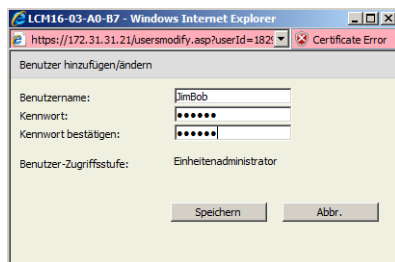 LCM16-03-A0-B7 - Windows Internet Explorer
https://172.31.31.21/usersmodify.asp?userId=1829 Certificate Error
Benutzer hinzufügen/ändern
Benutzername: JimBob
Kennwort: ••••••
Kennwort bestätigen: ••••••
Benutzer-Zugriffsstufe: Einheitenadministrator
Speichern Abbr.